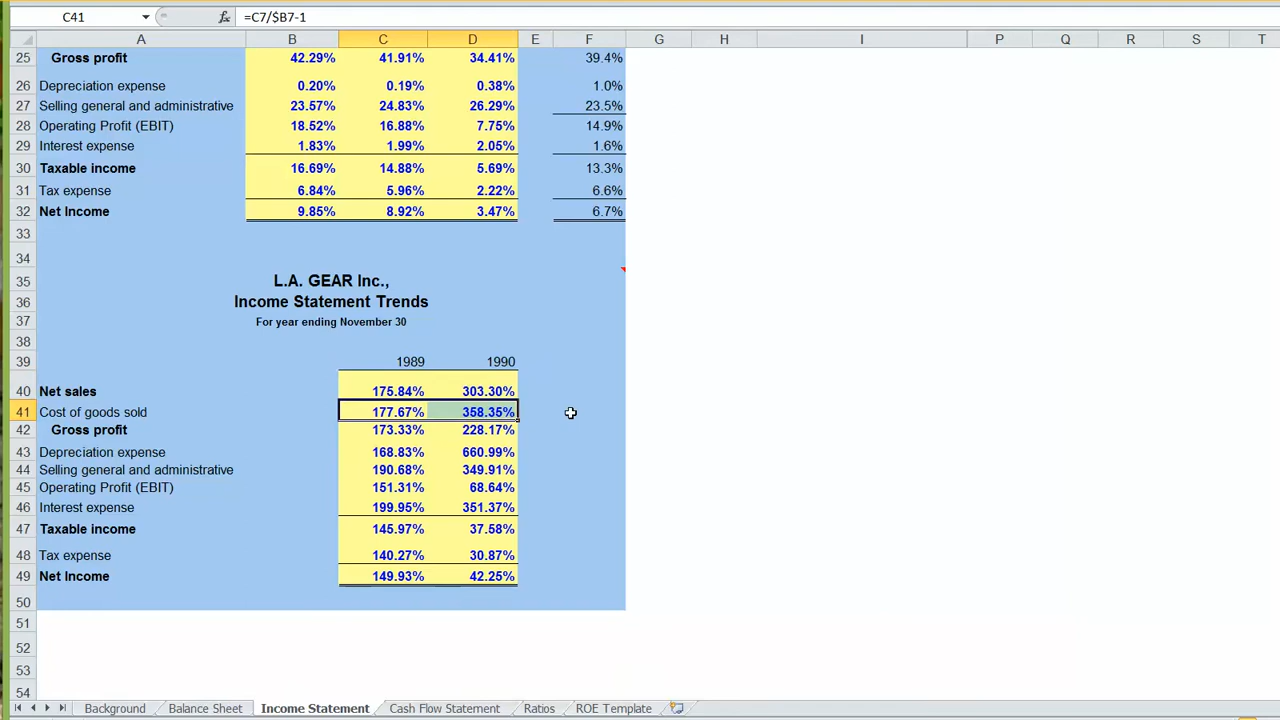 C41 fx =C7/$B7-1
A B C D E F G H I P Q R S T
25 Gross profit 42.29% 41.91% 34.41% 39.4%
26 Depreciation expense 0.20% 0.19% 0.38% 1.0%
27 Selling general and administrative 23.57% 24.83% 26.29% 23.5%
28 Operating Profit (EBIT) 18.52% 16.88% 7.75% 14.9%
29 Interest expense 1.83% 1.99% 2.05% 1.6%
30 Taxable income 16.69% 14.88% 5.69% 13.3%
31 Tax expense 6.84% 5.96% 2.22% 6.6%
32 Net Income 9.85% 8.92% 3.47% 6.7%
33
34
35 L.A. GEAR Inc.,
36 Income Statement Trends
37 For year ending November 30
38
39 1989 1990
40 Net sales 175.84% 303.30%
41 Cost of goods sold 177.67% 358.35%
42 Gross profit 173.33% 228.17%
43 Depreciation expense 168.83% 660.99%
44 Selling general and administrative 190.68% 349.91%
45 Operating Profit (EBIT) 151.31% 68.64%
46 Interest expense 199.95% 351.37%
47 Taxable income 145.97% 37.58%
48 Tax expense 140.27% 30.87%
49 Net Income 149.93% 42.25%
50
51
52
53
54
Background Balance Sheet Income Statement Cash Flow Statement Ratios ROE Template